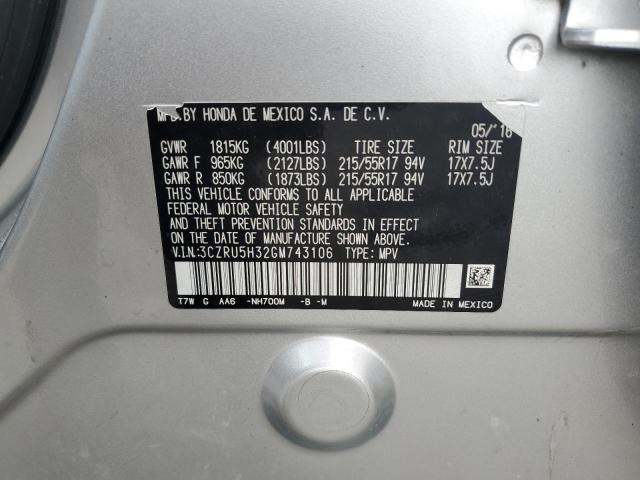 MFD.BY HONDA DE MEXICO S.A. DE C.V.
05/'16
GVWR 1815KG (4001LBS) TIRE SIZE RIM SIZE
GAWR F 965KG (2127LBS) 215/55R17 94V 17X7.5J
GAWR R 850KG (1873LBS) 215/55R17 94V 17X7.5J
THIS VEHICLE CONFORMS TO ALL APPLICABLE
FEDERAL MOTOR VEHICLE SAFETY
AND THEFT PREVENTION STANDARDS IN EFFECT
ON THE DATE OF MANUFACTURE SHOWN ABOVE.
V.I.N:3CZRU5H32GM743106 TYPE: MPV
T7W G AA6 -NH700M -B -M MADE IN MEXICO